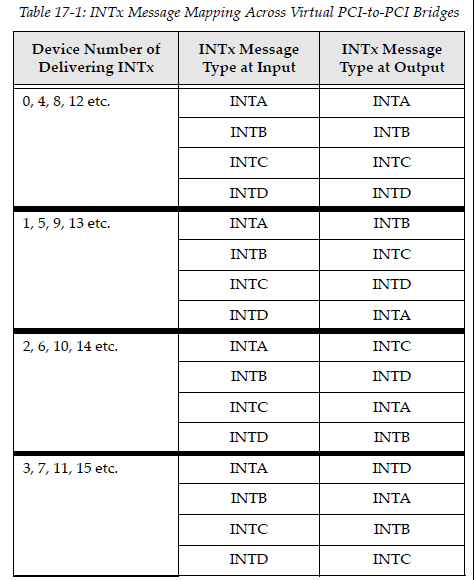 Table 17-1: INTx Message Mapping Across Virtual PCI-to-PCI Bridges
Device Number of Delivering INTx INTx Message Type at Input INTx Message Type at Output
0, 4, 8, 12 etc. INTA INTA
INTB INTB
INTC INTC
INTD INTD
1, 5, 9, 13 etc. INTA INTB
INTB INTC
INTC INTD
INTD INTA
2, 6, 10, 14 etc. INTA INTC
INTB INTD
INTC INTA
INTD INTB
3, 7, 11, 15 etc. INTA INTD
INTB INTA
INTC INTB
INTD INTC